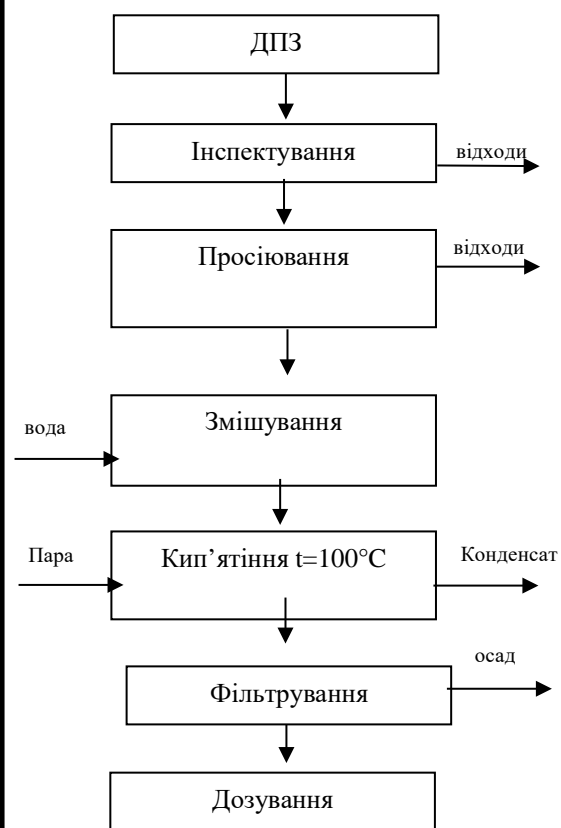 ДПЗ
Інспектування
відходи
Просіювання
відходи
Змішування
вода
Кип’ятіння t=100°C
Пара
Конденсат
осад
Фільтрування
Дозування